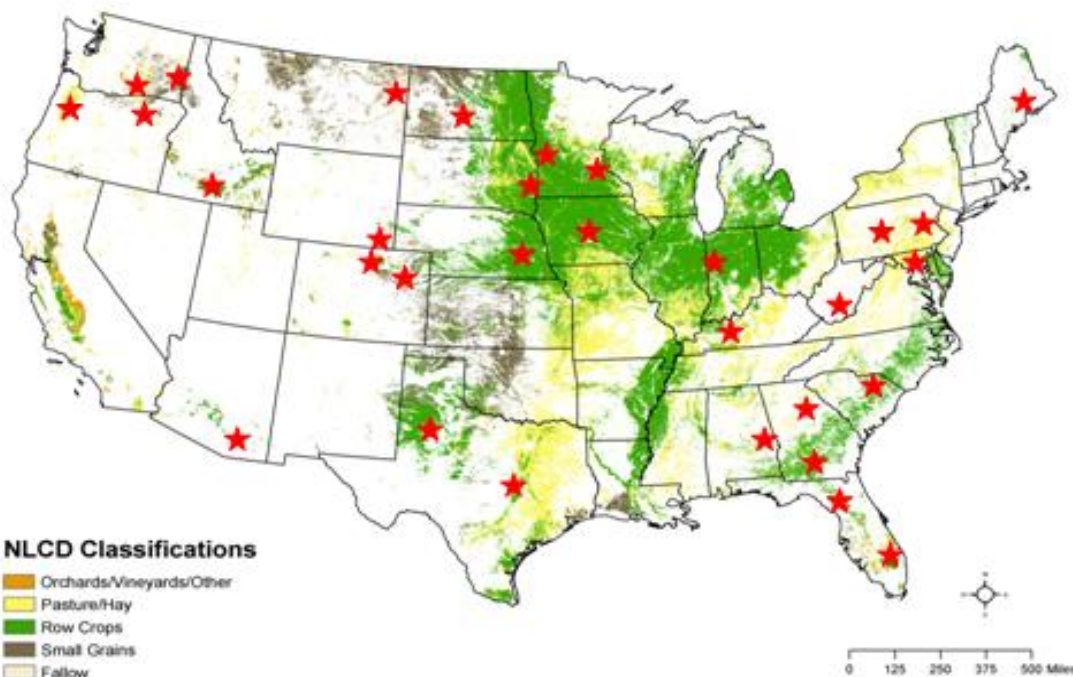 NLCD Classifications
Orchards/Vineyards/Other
Pasture/Hay
Row Crops
Small Grains
Fallow
0 125 250 375 500 Miles